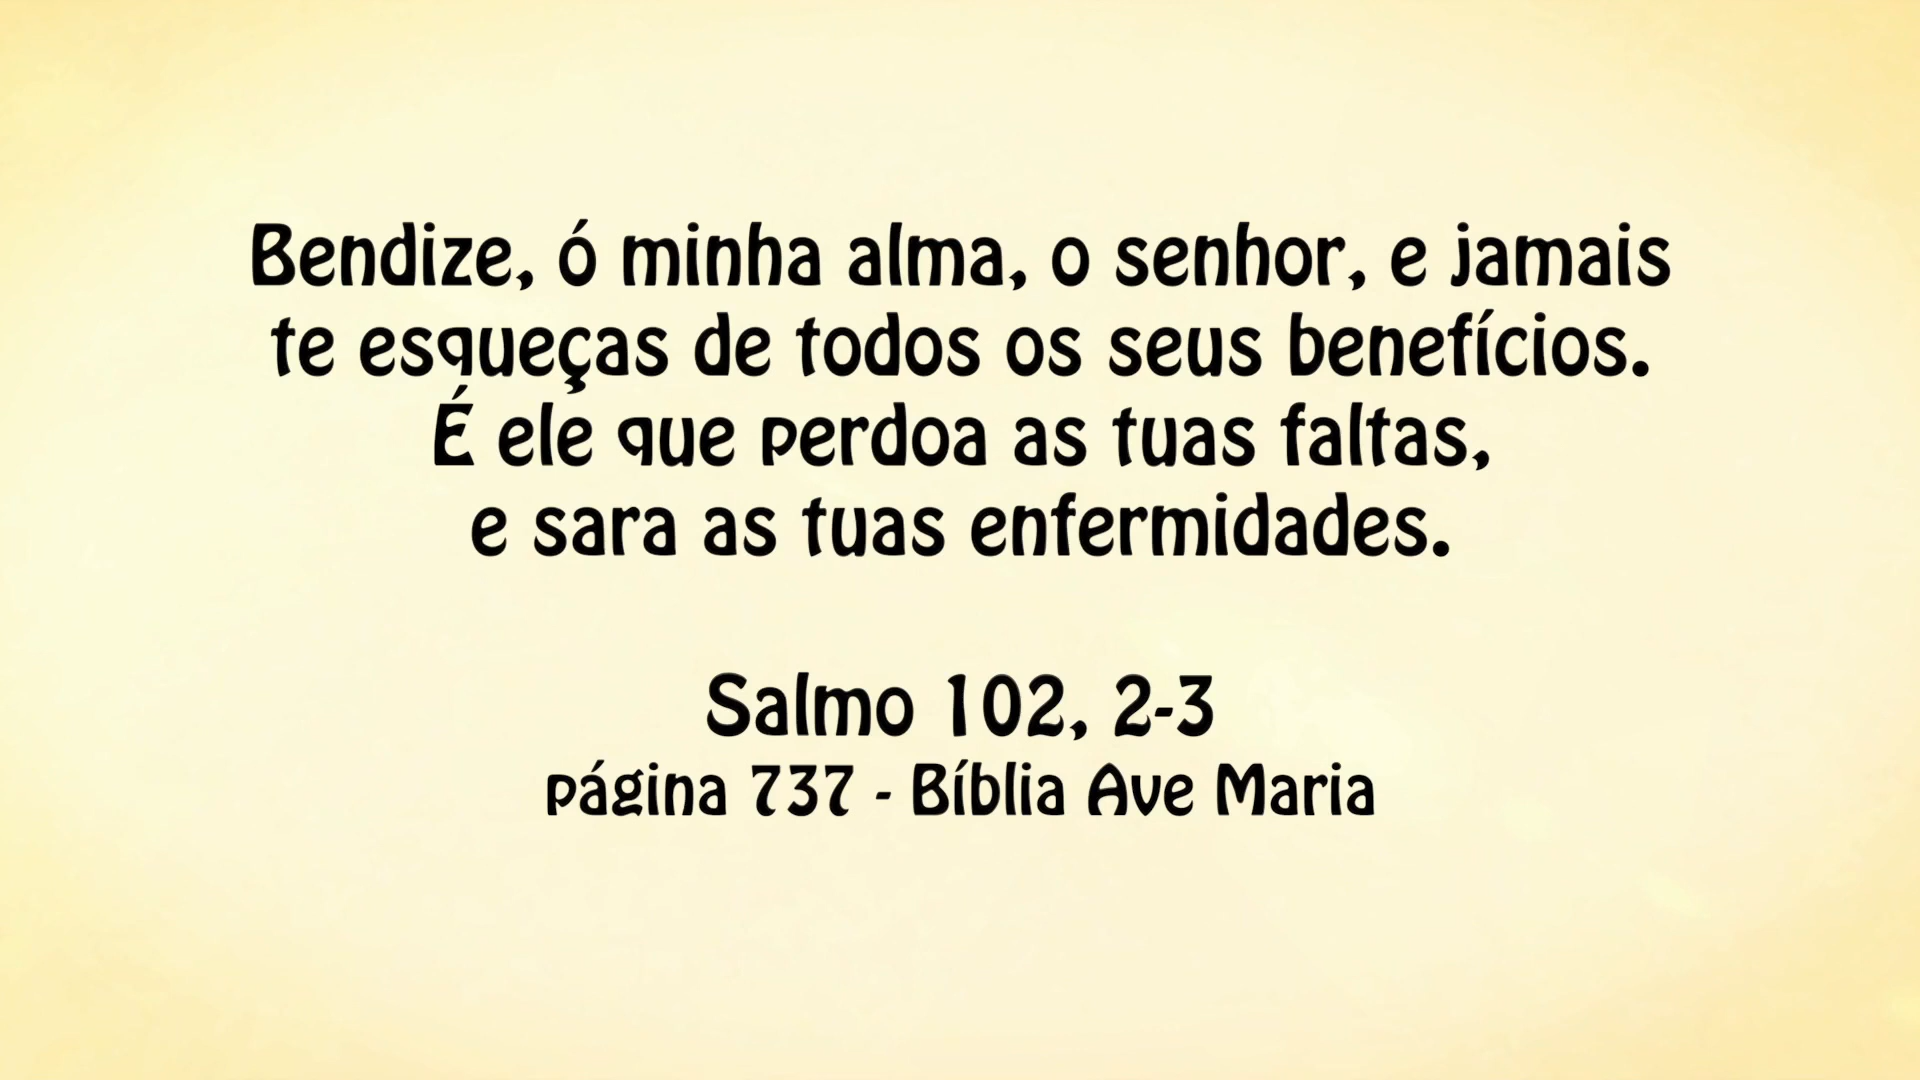 Bendize, ó minha alma, o senhor, e jamais
te esqueças de todos os seus benefícios.
É ele que perdoa as tuas faltas,
e sara as tuas enfermidades.
Salmo 102, 2-3
página 737 - Bíblia Ave Maria